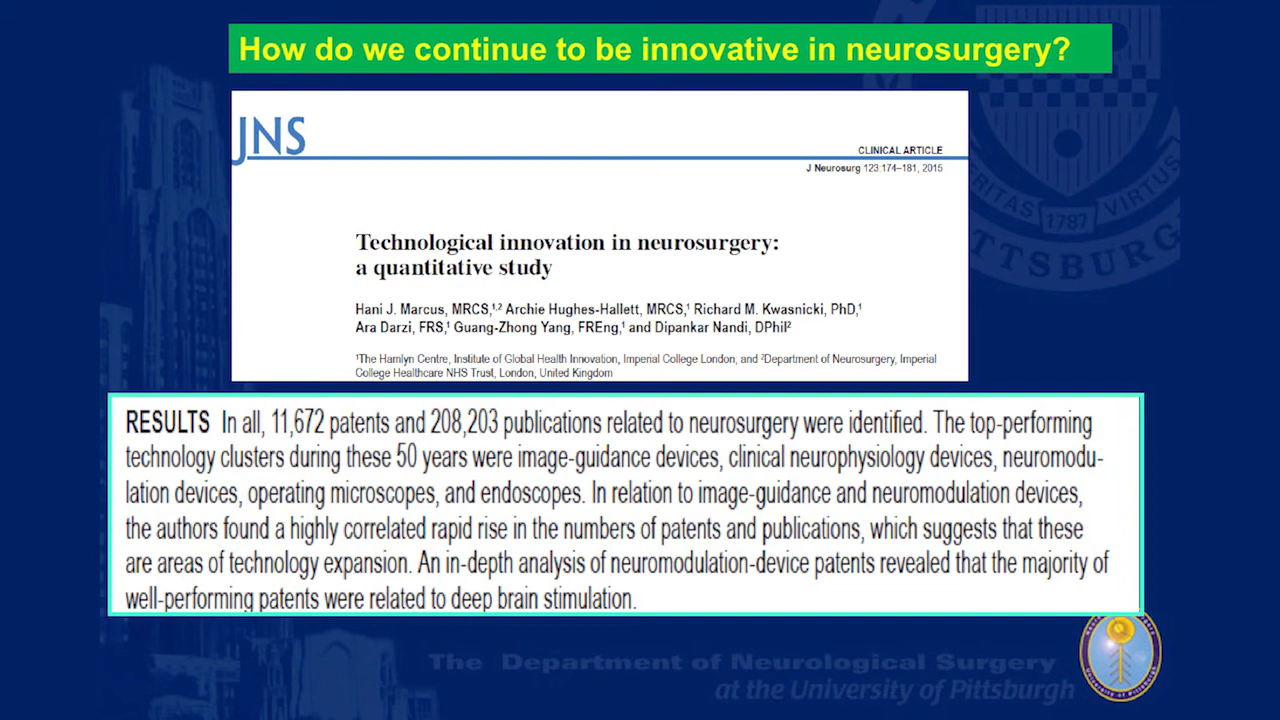 How do we continue to be innovative in neurosurgery?
JNS
CLINICAL ARTICLE
J Neurosurg 123:174–181, 2015
Technological innovation in neurosurgery:
a quantitative study
Hani J. Marcus, MRCS,¹,² Archie Hughes-Hallett, MRCS,¹ Richard M. Kwasnicki, PhD,¹
Ara Darzi, FRS,¹ Guang-Zhong Yang, FREng,¹ and Dipankar Nandi, DPhil²
¹The Hamlyn Centre, Institute of Global Health Innovation, Imperial College London, and ²Department of Neurosurgery, Imperial
College Healthcare NHS Trust, London, United Kingdom
VERITAS
VIRTUS
1787
PITTSBURG
RESULTS In all, 11,672 patents and 208,203 publications related to neurosurgery were identified. The top-performing
technology clusters during these 50 years were image-guidance devices, clinical neurophysiology devices, neuromodu-
lation devices, operating microscopes, and endoscopes. In relation to image-guidance and neuromodulation devices,
the authors found a highly correlated rapid rise in the numbers of patents and publications, which suggests that these
are areas of technology expansion. An in-depth analysis of neuromodulation-device patents revealed that the majority of
well-performing patents were related to deep brain stimulation.
The Department of Neurological Surgery
at the University of Pittsburgh